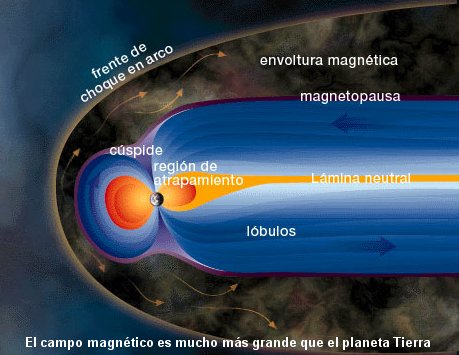 frente de
choque en arco
envoltura magnética
magnetopausa
cúspide
región de
atrapamiento
Lámina neutral
lóbulos
El campo magnético es mucho más grande que el planeta Tierra